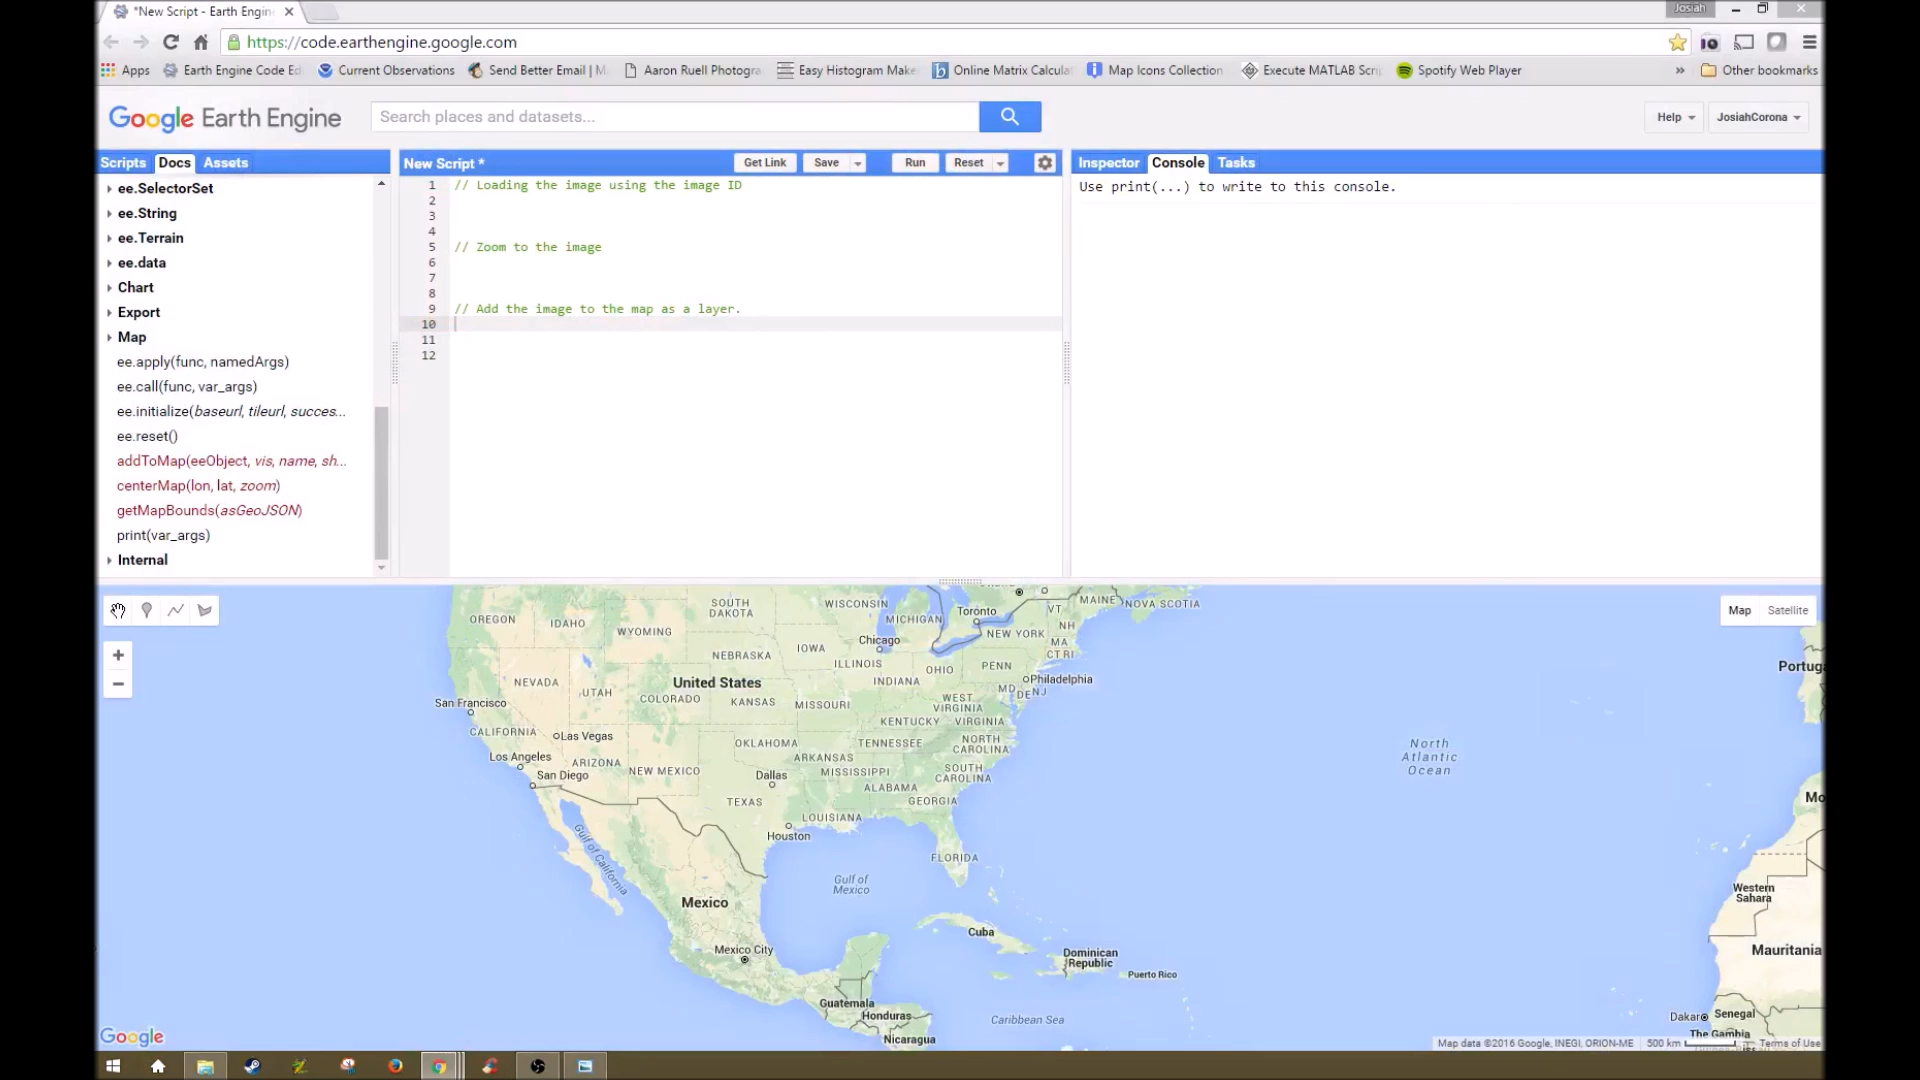 *New Script - Earth Engin
Josiah
https://code.earthengine.google.com
Apps
Earth Engine Code Ed
Current Observations
Send Better Email | M
Aaron Ruell Photogra
Easy Histogram Make
Online Matrix Calcula
Map Icons Collection
Execute MATLAB Scri
Spotify Web Player
»
Other bookmarks
Google Earth Engine
Search places and datasets...
Help
JosiahCorona
Scripts
Docs
Assets
ee.SelectorSet
ee.String
ee.Terrain
ee.data
Chart
Export
Map
ee.apply(func, namedArgs)
ee.call(func, var_args)
ee.initialize(baseurl, tileurl, succes...
ee.reset()
addToMap(eeObject, vis, name, sh...
centerMap(lon, lat, zoom)
getMapBounds(asGeoJSON)
print(var_args)
Internal
New Script *
Get Link
Save
Run
Reset
1 // Loading the image using the image ID
2
3
4
5 // Zoom to the image
6
7
8
9 // Add the image to the map as a layer.
10
11
12
Inspector
Console
Tasks
Use print(...) to write to this console.
Map
Satellite
+
−
OREGON
IDAHO
WYOMING
SOUTH
DAKOTA
WISCONSIN
MICHIGAN
Toronto
VT
MAINE
NOVA SCOTIA
NH
NEW YORK
MA
CT RI
Chicago
IOWA
NEBRASKA
ILLINOIS
INDIANA
OHIO
PENN
Philadelphia
MD
DE
NJ
NEVADA
UTAH
COLORADO
United States
KANSAS
MISSOURI
WEST
VIRGINIA
KENTUCKY
VIRGINIA
San Francisco
CALIFORNIA
Las Vegas
Los Angeles
San Diego
ARIZONA
NEW MEXICO
OKLAHOMA
ARKANSAS
TENNESSEE
NORTH
CAROLINA
SOUTH
CAROLINA
Dallas
MISSISSIPPI
ALABAMA
GEORGIA
TEXAS
LOUISIANA
Houston
FLORIDA
Gulf of California
Gulf of
Mexico
Mexico
Mexico City
Cuba
Dominican
Republic
Puerto Rico
Guatemala
Honduras
Nicaragua
Caribbean Sea
North
Atlantic
Ocean
Portuga
Mo
Western
Sahara
Mauritania
Dakar
Senegal
The Gambia
Google
Map data ©2016 Google, INEGI, ORION-ME
500 km
Terms of Use